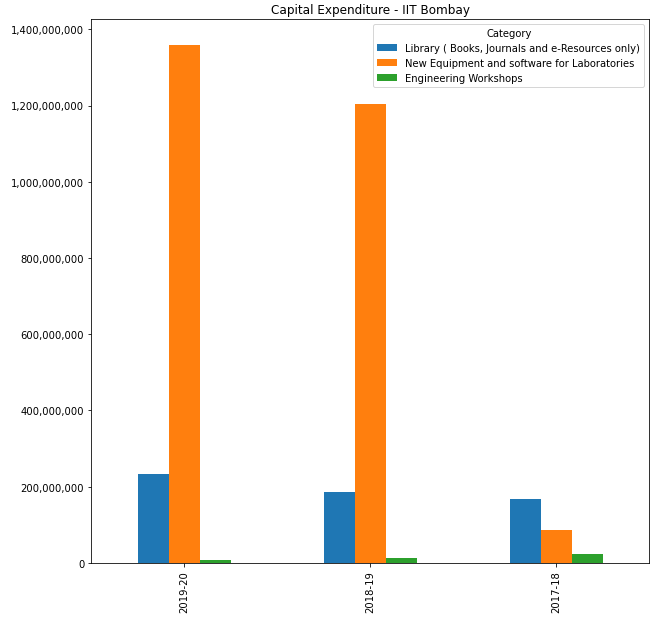 Capital Expenditure - IIT Bombay
Category
Library ( Books, Journals and e-Resources only)
New Equipment and software for Laboratories
Engineering Workshops
1,400,000,000
1,200,000,000
1,000,000,000
800,000,000
600,000,000
400,000,000
200,000,000
0
2019-20
2018-19
2017-18